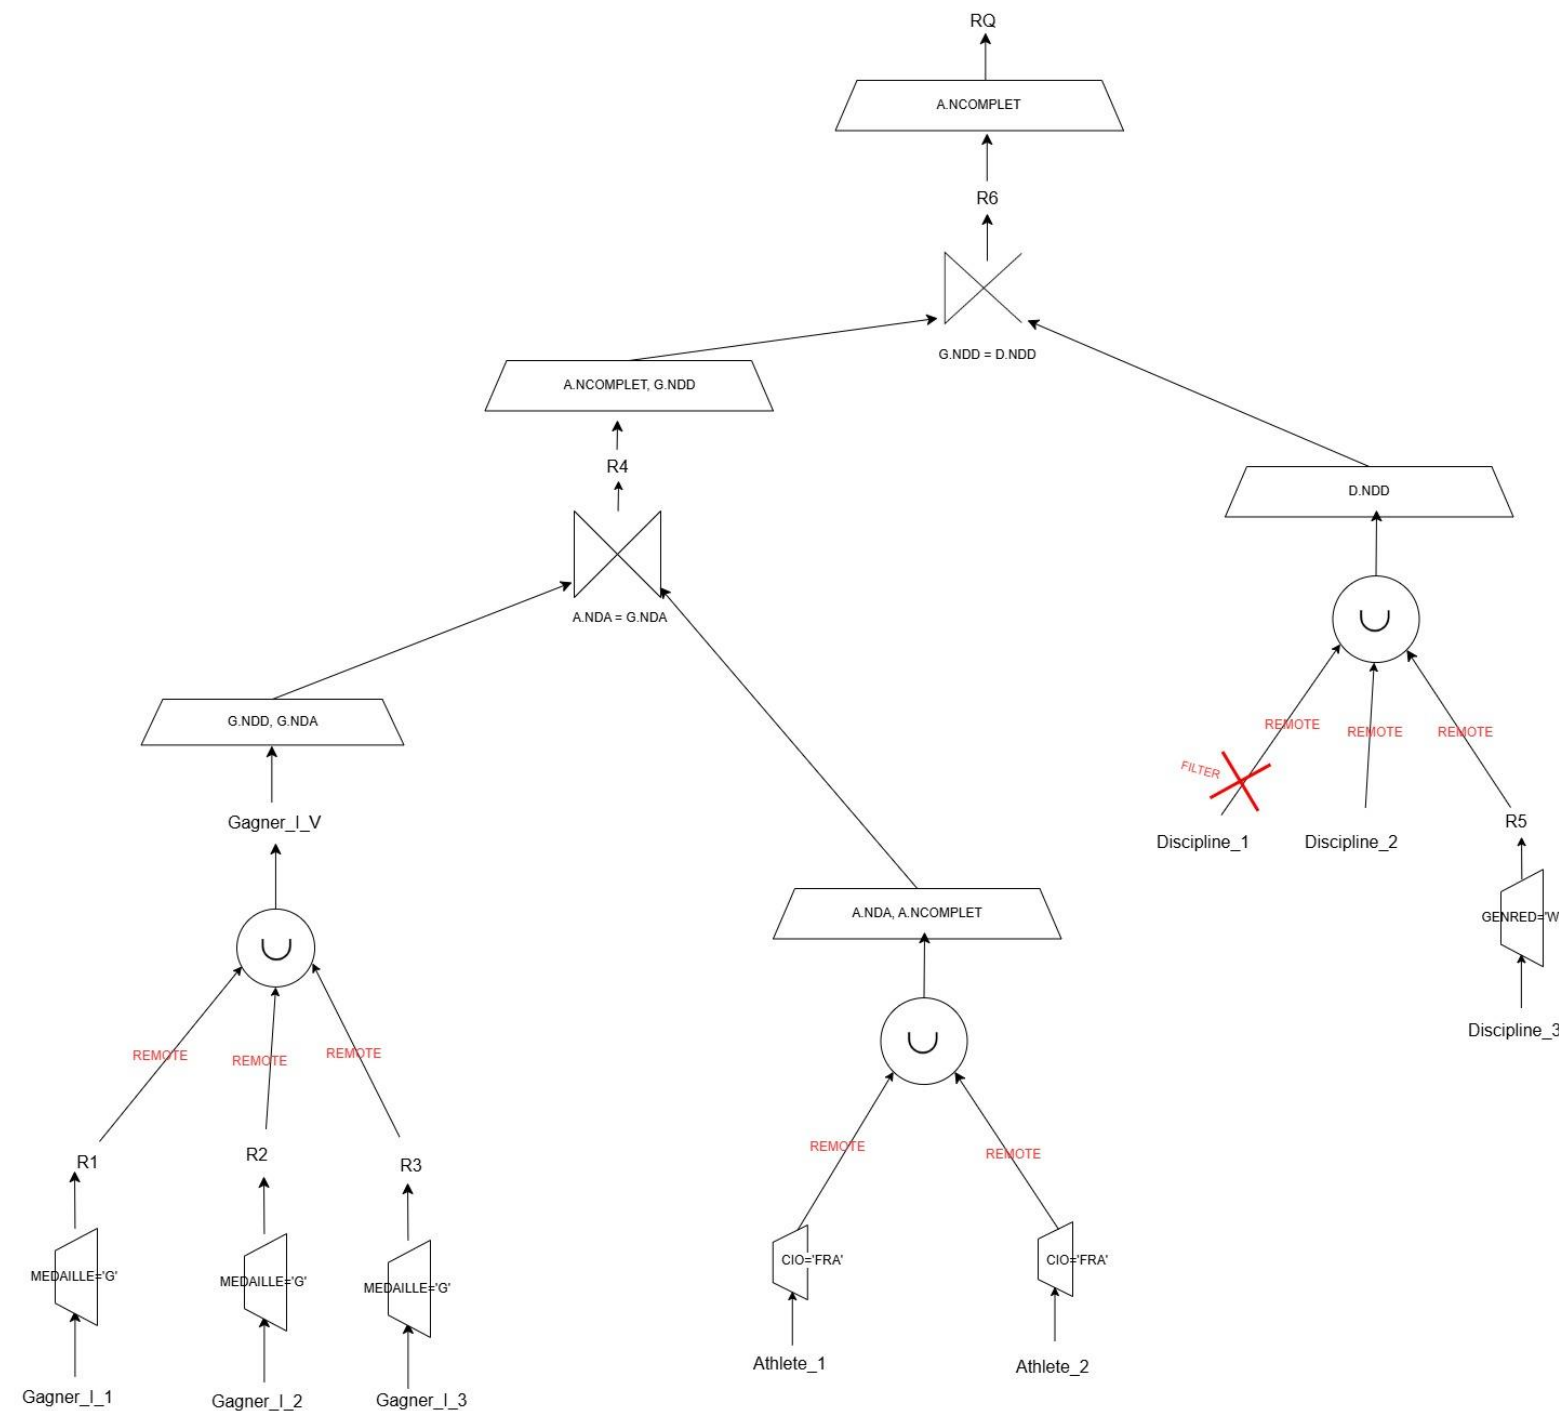 RQ
A.NCOMPLET
R6
G.NDD = D.NDD
A.NCOMPLET, G.NDD
R4
D.NDD
A.NDA = G.NDA
G.NDD, G.NDA
REMOTE
REMOTE
REMOTE
FILTER
Gagner_I_V
Discipline_1
Discipline_2
R5
A.NDA, A.NCOMPLET
GENRED='W
Discipline_3
REMOTE
REMOTE
REMOTE
REMOTE
REMOTE
R1
R2
R3
MEDAILLE='G'
MEDAILLE='G'
MEDAILLE='G'
CIO='FRA'
CIO='FRA'
Athlete_1
Athlete_2
Gagner_I_1
Gagner_I_2
Gagner_I_3